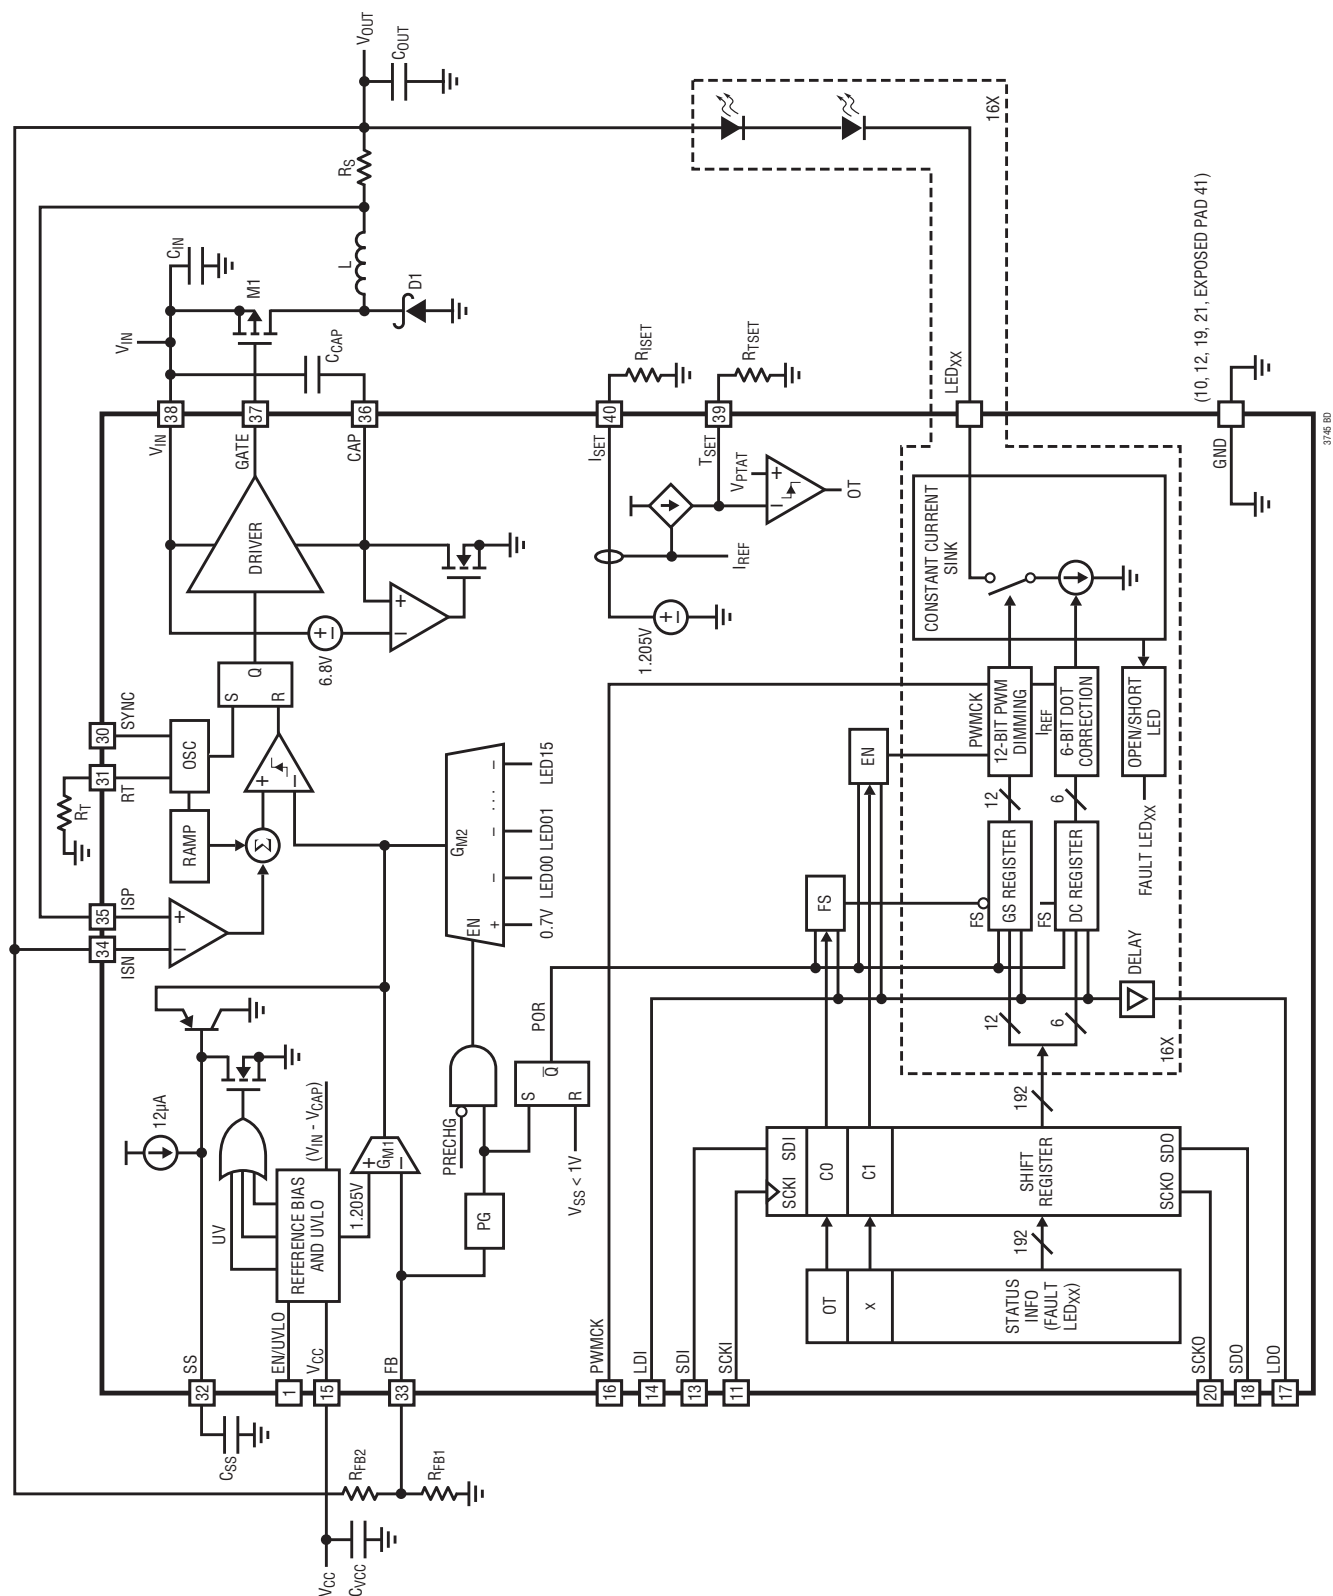 VOUT
COUT
RS
VIN
CIN
M1
L
D1
CCAP
16X
RT
SYNC
30
31
RT
ISP
35
34
ISN
VIN
38
GATE
37
CAP
36
DRIVER
OSC
RAMP
Σ
S
Q
R
6.8V
+
–
+
–
+
–
+
–
RISET
RTSET
40
ISET
39
TSET
VPTAT
+
–
OT
IREF
1.205V
+
–
LEDXX
(10, 12, 19, 21, EXPOSED PAD 41)
GND
3745 BD
CONSTANT CURRENT
SINK
PWMCK
12-BIT PWM
DIMMING
IREF
6-BIT DOT
CORRECTION
OPEN/SHORT
LED
FAULT LEDXX
EN
FS
12
6
FS
GS REGISTER
FS
DC REGISTER
DELAY
12
6
16X
192
GM2
EN
+
–
–
...
–
0.7V
LED00
LED01
LED15
12µA
UV
(VIN - VCAP)
REFERENCE BIAS
AND UVLO
1.205V
+
–
GM1
PRECHG
PG
POR
S
Q
R
VSS < 1V
SCKI
SDI
C0
C1
SHIFT
REGISTER
SCKO
SDO
192
OT
x
STATUS
INFO
(FAULT
LEDXX)
SS
32
CSS
EN/UVLO
1
VCC
15
FB
33
PWMCK
16
LDI
14
SDI
13
SCKI
11
SCKO
20
SDO
18
LDO
17
RFB2
RFB1
VCC
CVCC